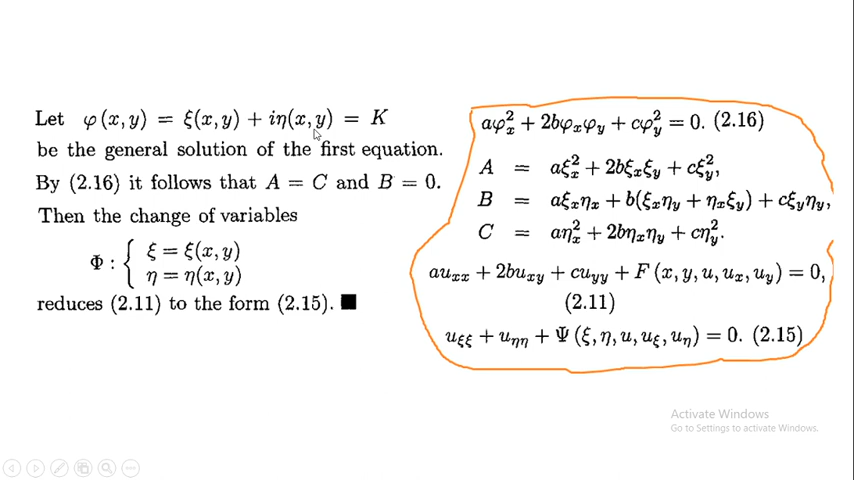 Let φ(x, y) = ξ(x, y) + iη(x, y) = K
be the general solution of the first equation.
By (2.16) it follows that A = C and B = 0.
Then the change of variables
Φ : { ξ = ξ(x, y)
η = η(x, y)
reduces (2.11) to the form (2.15). ■
aφ_x^2 + 2bφ_xφ_y + cφ_y^2 = 0. (2.16)
A = aξ_x^2 + 2bξ_xξ_y + cξ_y^2,
B = aξ_xη_x + b(ξ_xη_y + η_xξ_y) + cξ_yη_y,
C = aη_x^2 + 2bη_xη_y + cη_y^2.
au_xx + 2bu_xy + cu_yy + F (x, y, u, u_x, u_y) = 0,
(2.11)
u_ξξ + u_ηη + Ψ (ξ, η, u, u_ξ, u_η) = 0. (2.15)
Activate Windows
Go to Settings to activate Windows.